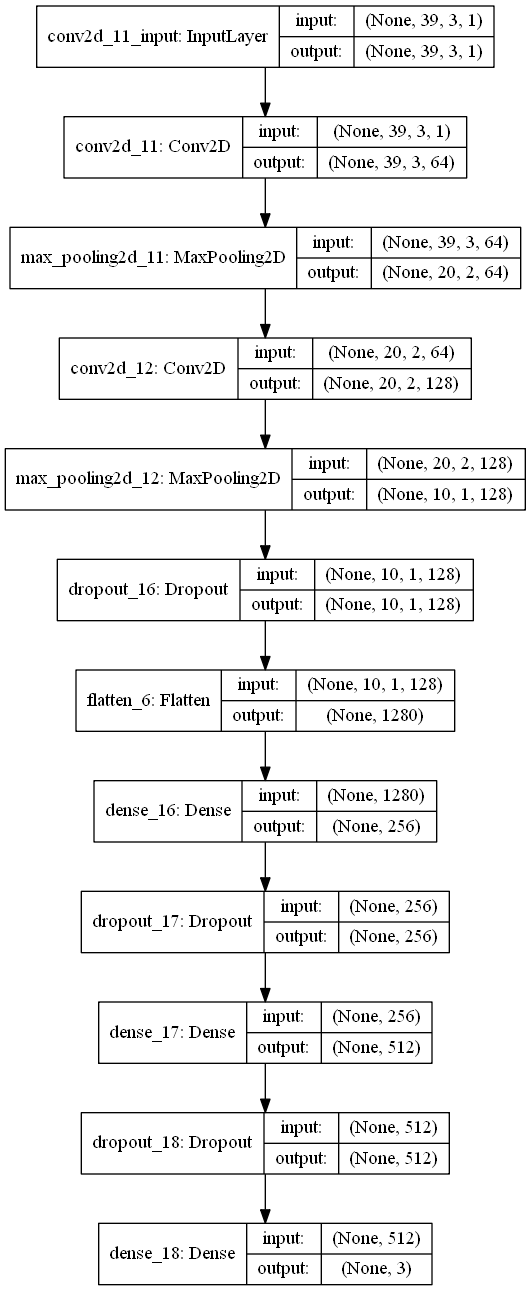 conv2d_11_input: InputLayer
input: (None, 39, 3, 1)
output: (None, 39, 3, 1)
conv2d_11: Conv2D
input: (None, 39, 3, 1)
output: (None, 39, 3, 64)
max_pooling2d_11: MaxPooling2D
input: (None, 39, 3, 64)
output: (None, 20, 2, 64)
conv2d_12: Conv2D
input: (None, 20, 2, 64)
output: (None, 20, 2, 128)
max_pooling2d_12: MaxPooling2D
input: (None, 20, 2, 128)
output: (None, 10, 1, 128)
dropout_16: Dropout
input: (None, 10, 1, 128)
output: (None, 10, 1, 128)
flatten_6: Flatten
input: (None, 10, 1, 128)
output: (None, 1280)
dense_16: Dense
input: (None, 1280)
output: (None, 256)
dropout_17: Dropout
input: (None, 256)
output: (None, 256)
dense_17: Dense
input: (None, 256)
output: (None, 512)
dropout_18: Dropout
input: (None, 512)
output: (None, 512)
dense_18: Dense
input: (None, 512)
output: (None, 3)